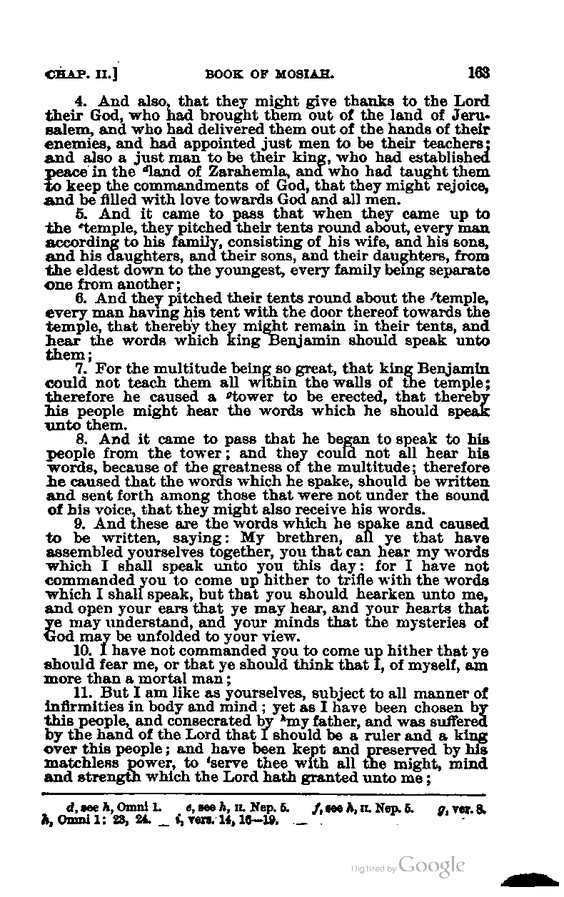 CHAP. II.] BOOK OF MOSIAH. 163
4. And also, that they might give thanks to the Lord
their God, who had brought them out of the land of Jeru-
salem, and who had delivered them out of the hands of their
enemies, and had appointed just men to be their teachers;
and also a just man to be their king, who had established
peace in the ᵈland of Zarahemla, and who had taught them
to keep the commandments of God, that they might rejoice,
and be filled with love towards God and all men.
5. And it came to pass that when they came up to
the ᵉtemple, they pitched their tents round about, every man
according to his family, consisting of his wife, and his sons,
and his daughters, and their sons, and their daughters, from
the eldest down to the youngest, every family being separate
one from another;
6. And they pitched their tents round about the ᶠtemple,
every man having his tent with the door thereof towards the
temple, that thereby they might remain in their tents, and
hear the words which king Benjamin should speak unto
them;
7. For the multitude being so great, that king Benjamin
could not teach them all within the walls of the temple;
therefore he caused a ᵍtower to be erected, that thereby
his people might hear the words which he should speak
unto them.
8. And it came to pass that he began to speak to his
people from the tower; and they could not all hear his
words, because of the greatness of the multitude; therefore
he caused that the words which he spake, should be written
and sent forth among those that were not under the sound
of his voice, that they might also receive his words.
9. And these are the words which he spake and caused
to be written, saying: My brethren, all ye that have
assembled yourselves together, you that can hear my words
which I shall speak unto you this day: for I have not
commanded you to come up hither to trifle with the words
which I shall speak, but that you should hearken unto me,
and open your ears that ye may hear, and your hearts that
ye may understand, and your minds that the mysteries of
God may be unfolded to your view.
10. I have not commanded you to come up hither that ye
should fear me, or that ye should think that I, of myself, am
more than a mortal man;
11. But I am like as yourselves, subject to all manner of
infirmities in body and mind; yet as I have been chosen by
this people, and consecrated by ʰmy father, and was suffered
by the hand of the Lord that I should be a ruler and a king
over this people; and have been kept and preserved by his
matchless power, to ⁱserve thee with all the might, mind
and strength which the Lord hath granted unto me;
d, see h, Omni 1. e, see h, II. Nep. 5. f, see h, II. Nep. 5. g, ver. 8.
h, Omni 1: 23, 24. i, vers. 14, 16—19.
Digitized by Google